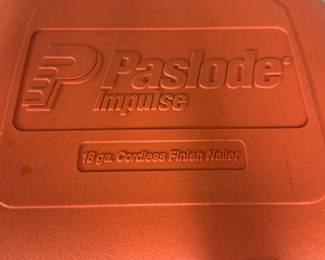 Paslode®
Impulse
18 ga. Cordless Finish Nailer